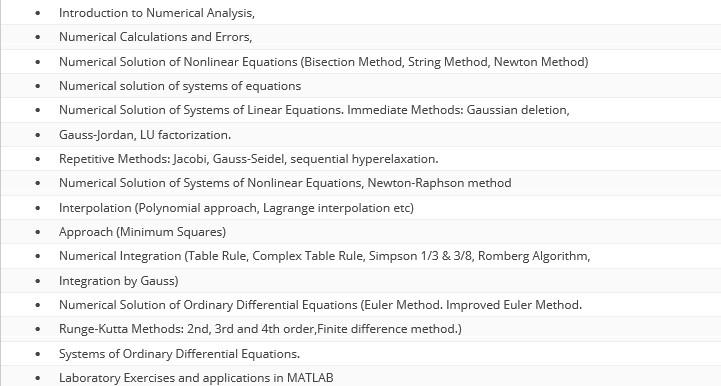 Introduction to Numerical Analysis,
Numerical Calculations and Errors,
Numerical Solution of Nonlinear Equations (Bisection Method, String Method, Newton Method)
Numerical solution of systems of equations
Numerical Solution of Systems of Linear Equations. Immediate Methods: Gaussian deletion,
Gauss-Jordan, LU factorization.
Repetitive Methods: Jacobi, Gauss-Seidel, sequential hyperelaxation.
Numerical Solution of Systems of Nonlinear Equations, Newton-Raphson method
Interpolation (Polynomial approach, Lagrange interpolation etc)
Approach (Minimum Squares)
Numerical Integration (Table Rule, Complex Table Rule, Simpson 1/3 & 3/8, Romberg Algorithm,
Integration by Gauss)
Numerical Solution of Ordinary Differential Equations (Euler Method. Improved Euler Method.
Runge-Kutta Methods: 2nd, 3rd and 4th order,Finite difference method.)
Systems of Ordinary Differential Equations.
Laboratory Exercises and applications in MATLAB